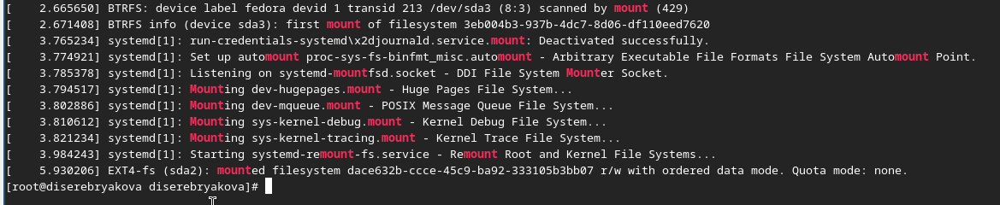 [    2.665650] BTRFS: device label fedora devid 1 transid 213 /dev/sda3 (8:3) scanned by mount (429)
[    2.671408] BTRFS info (device sda3): first mount of filesystem 3eb004b3-937b-4dc7-8d06-df110eed7620
[    3.765234] systemd[1]: run-credentials-systemd\x2djournald.service.mount: Deactivated successfully.
[    3.774921] systemd[1]: Set up automount proc-sys-fs-binfmt_misc.automount - Arbitrary Executable File Formats File System Automount Point.
[    3.785378] systemd[1]: Listening on systemd-mountfsd.socket - DDI File System Mounter Socket.
[    3.794517] systemd[1]: Mounting dev-hugepages.mount - Huge Pages File System...
[    3.802886] systemd[1]: Mounting dev-mqueue.mount - POSIX Message Queue File System...
[    3.810612] systemd[1]: Mounting sys-kernel-debug.mount - Kernel Debug File System...
[    3.821234] systemd[1]: Mounting sys-kernel-tracing.mount - Kernel Trace File System...
[    3.984243] systemd[1]: Starting systemd-remount-fs.service - Remount Root and Kernel File Systems...
[    5.930206] EXT4-fs (sda2): mounted filesystem dace632b-ccce-45c9-ba92-333105b3bb07 r/w with ordered data mode. Quota mode: none.
[root@diserebryakova diserebryakova]#